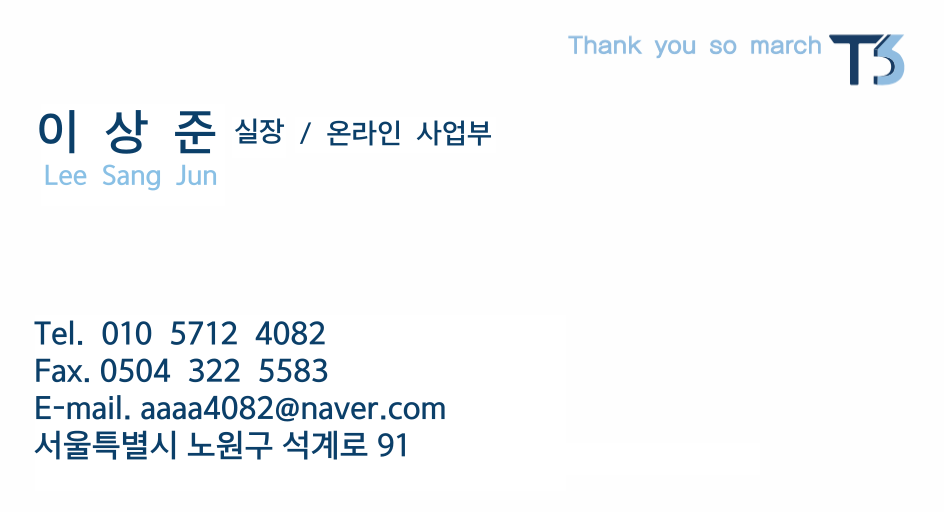 Thank you so march T3
이 상 준 실장 / 온라인 사업부
Lee Sang Jun
Tel. 010 5712 4082
Fax. 0504 322 5583
E-mail. aaaa4082@naver.com
서울특별시 노원구 석계로 91